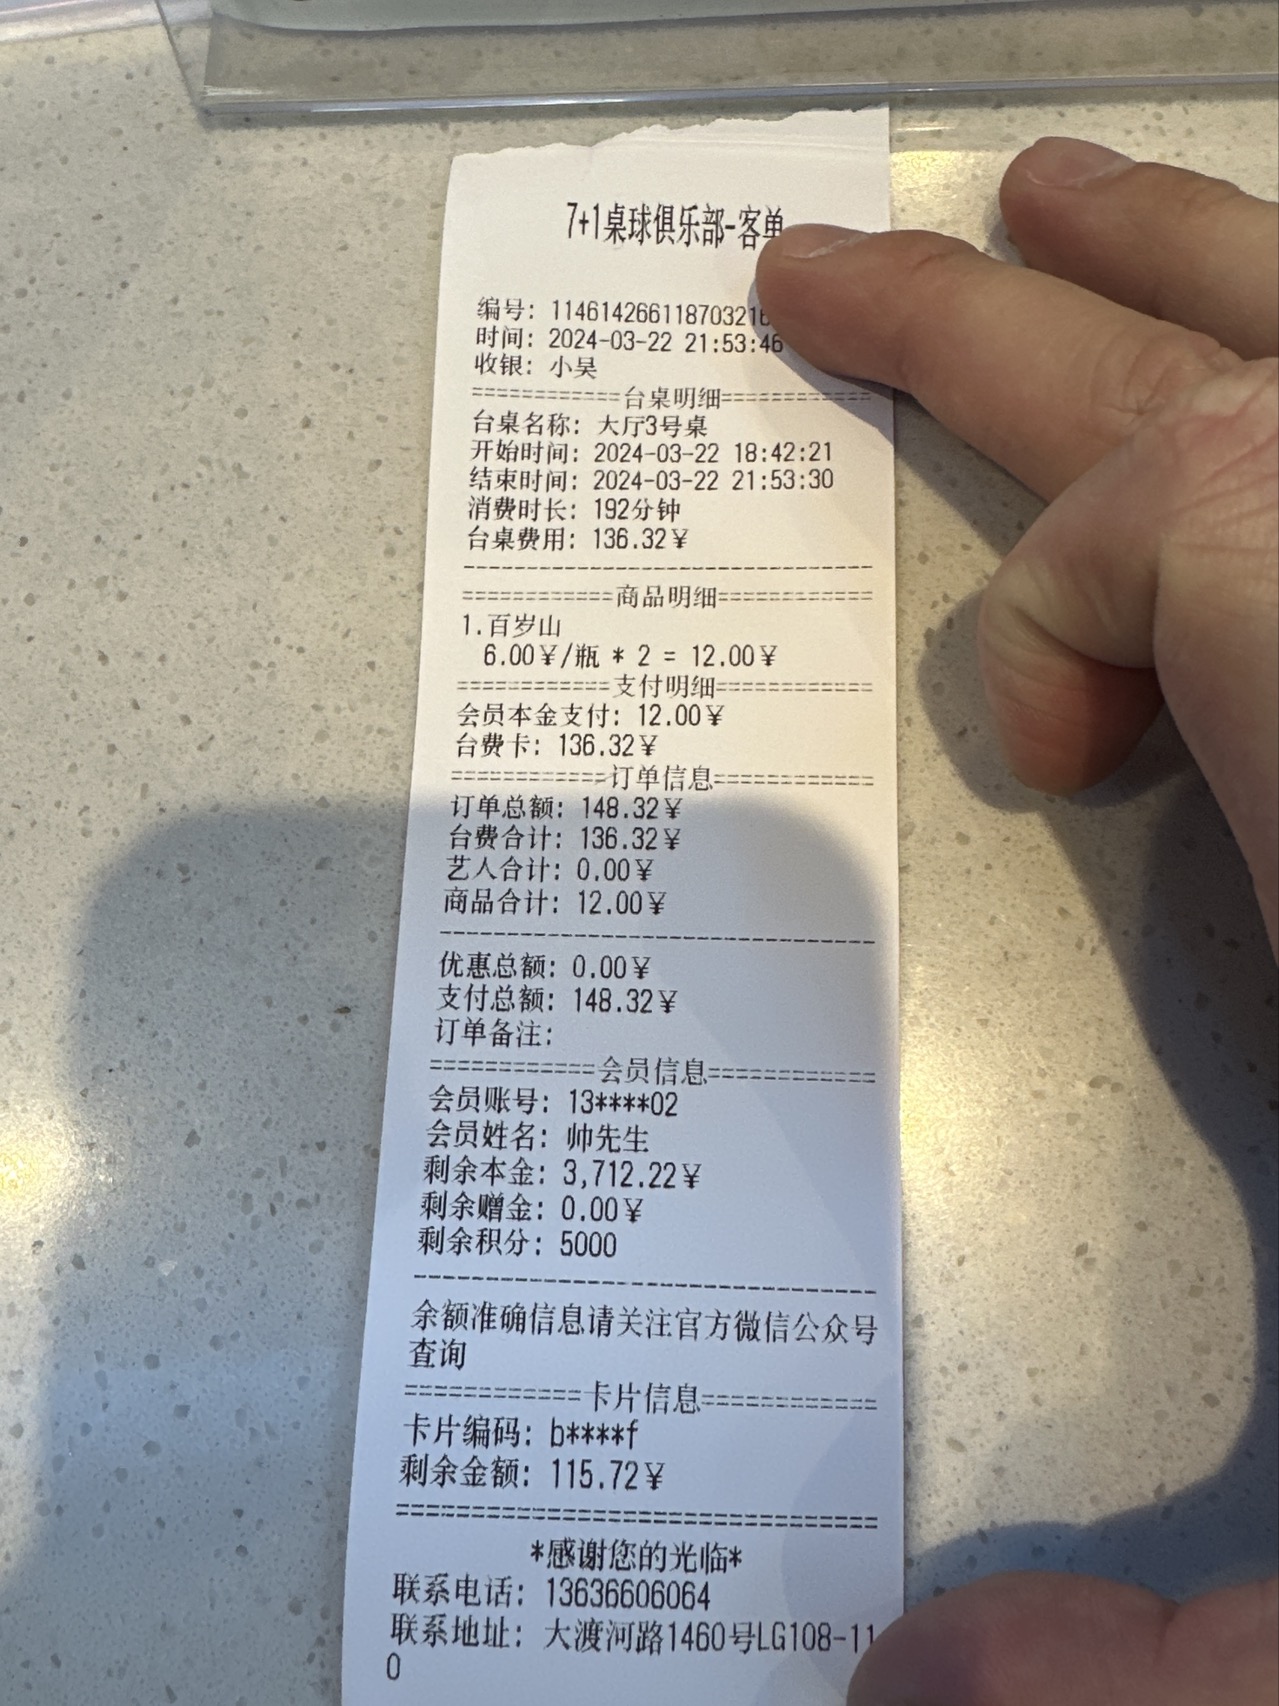 7+1桌球俱乐部-客单
编号: 114614266118703216
时间: 2024-03-22 21:53:46
收银: 小吴
============台桌明细============
台桌名称: 大厅3号桌
开始时间: 2024-03-22 18:42:21
结束时间: 2024-03-22 21:53:30
消费时长: 192分钟
台桌费用: 136.32¥
--------------------------------
============商品明细============
1.百岁山
6.00¥/瓶 * 2 = 12.00¥
============支付明细============
会员本金支付: 12.00¥
台费卡: 136.32¥
============订单信息============
订单总额: 148.32¥
台费合计: 136.32¥
艺人合计: 0.00¥
商品合计: 12.00¥
--------------------------------
优惠总额: 0.00¥
支付总额: 148.32¥
订单备注:
============会员信息============
会员账号: 13****02
会员姓名: 帅先生
剩余本金: 3,712.22¥
剩余赠金: 0.00¥
剩余积分: 5000
--------------------------------
余额准确信息请关注官方微信公众号
查询
============卡片信息============
卡片编码: b****f
剩余金额: 115.72¥
================================
*感谢您的光临*
联系电话: 13636606064
联系地址: 大渡河路1460号LG108-11
0